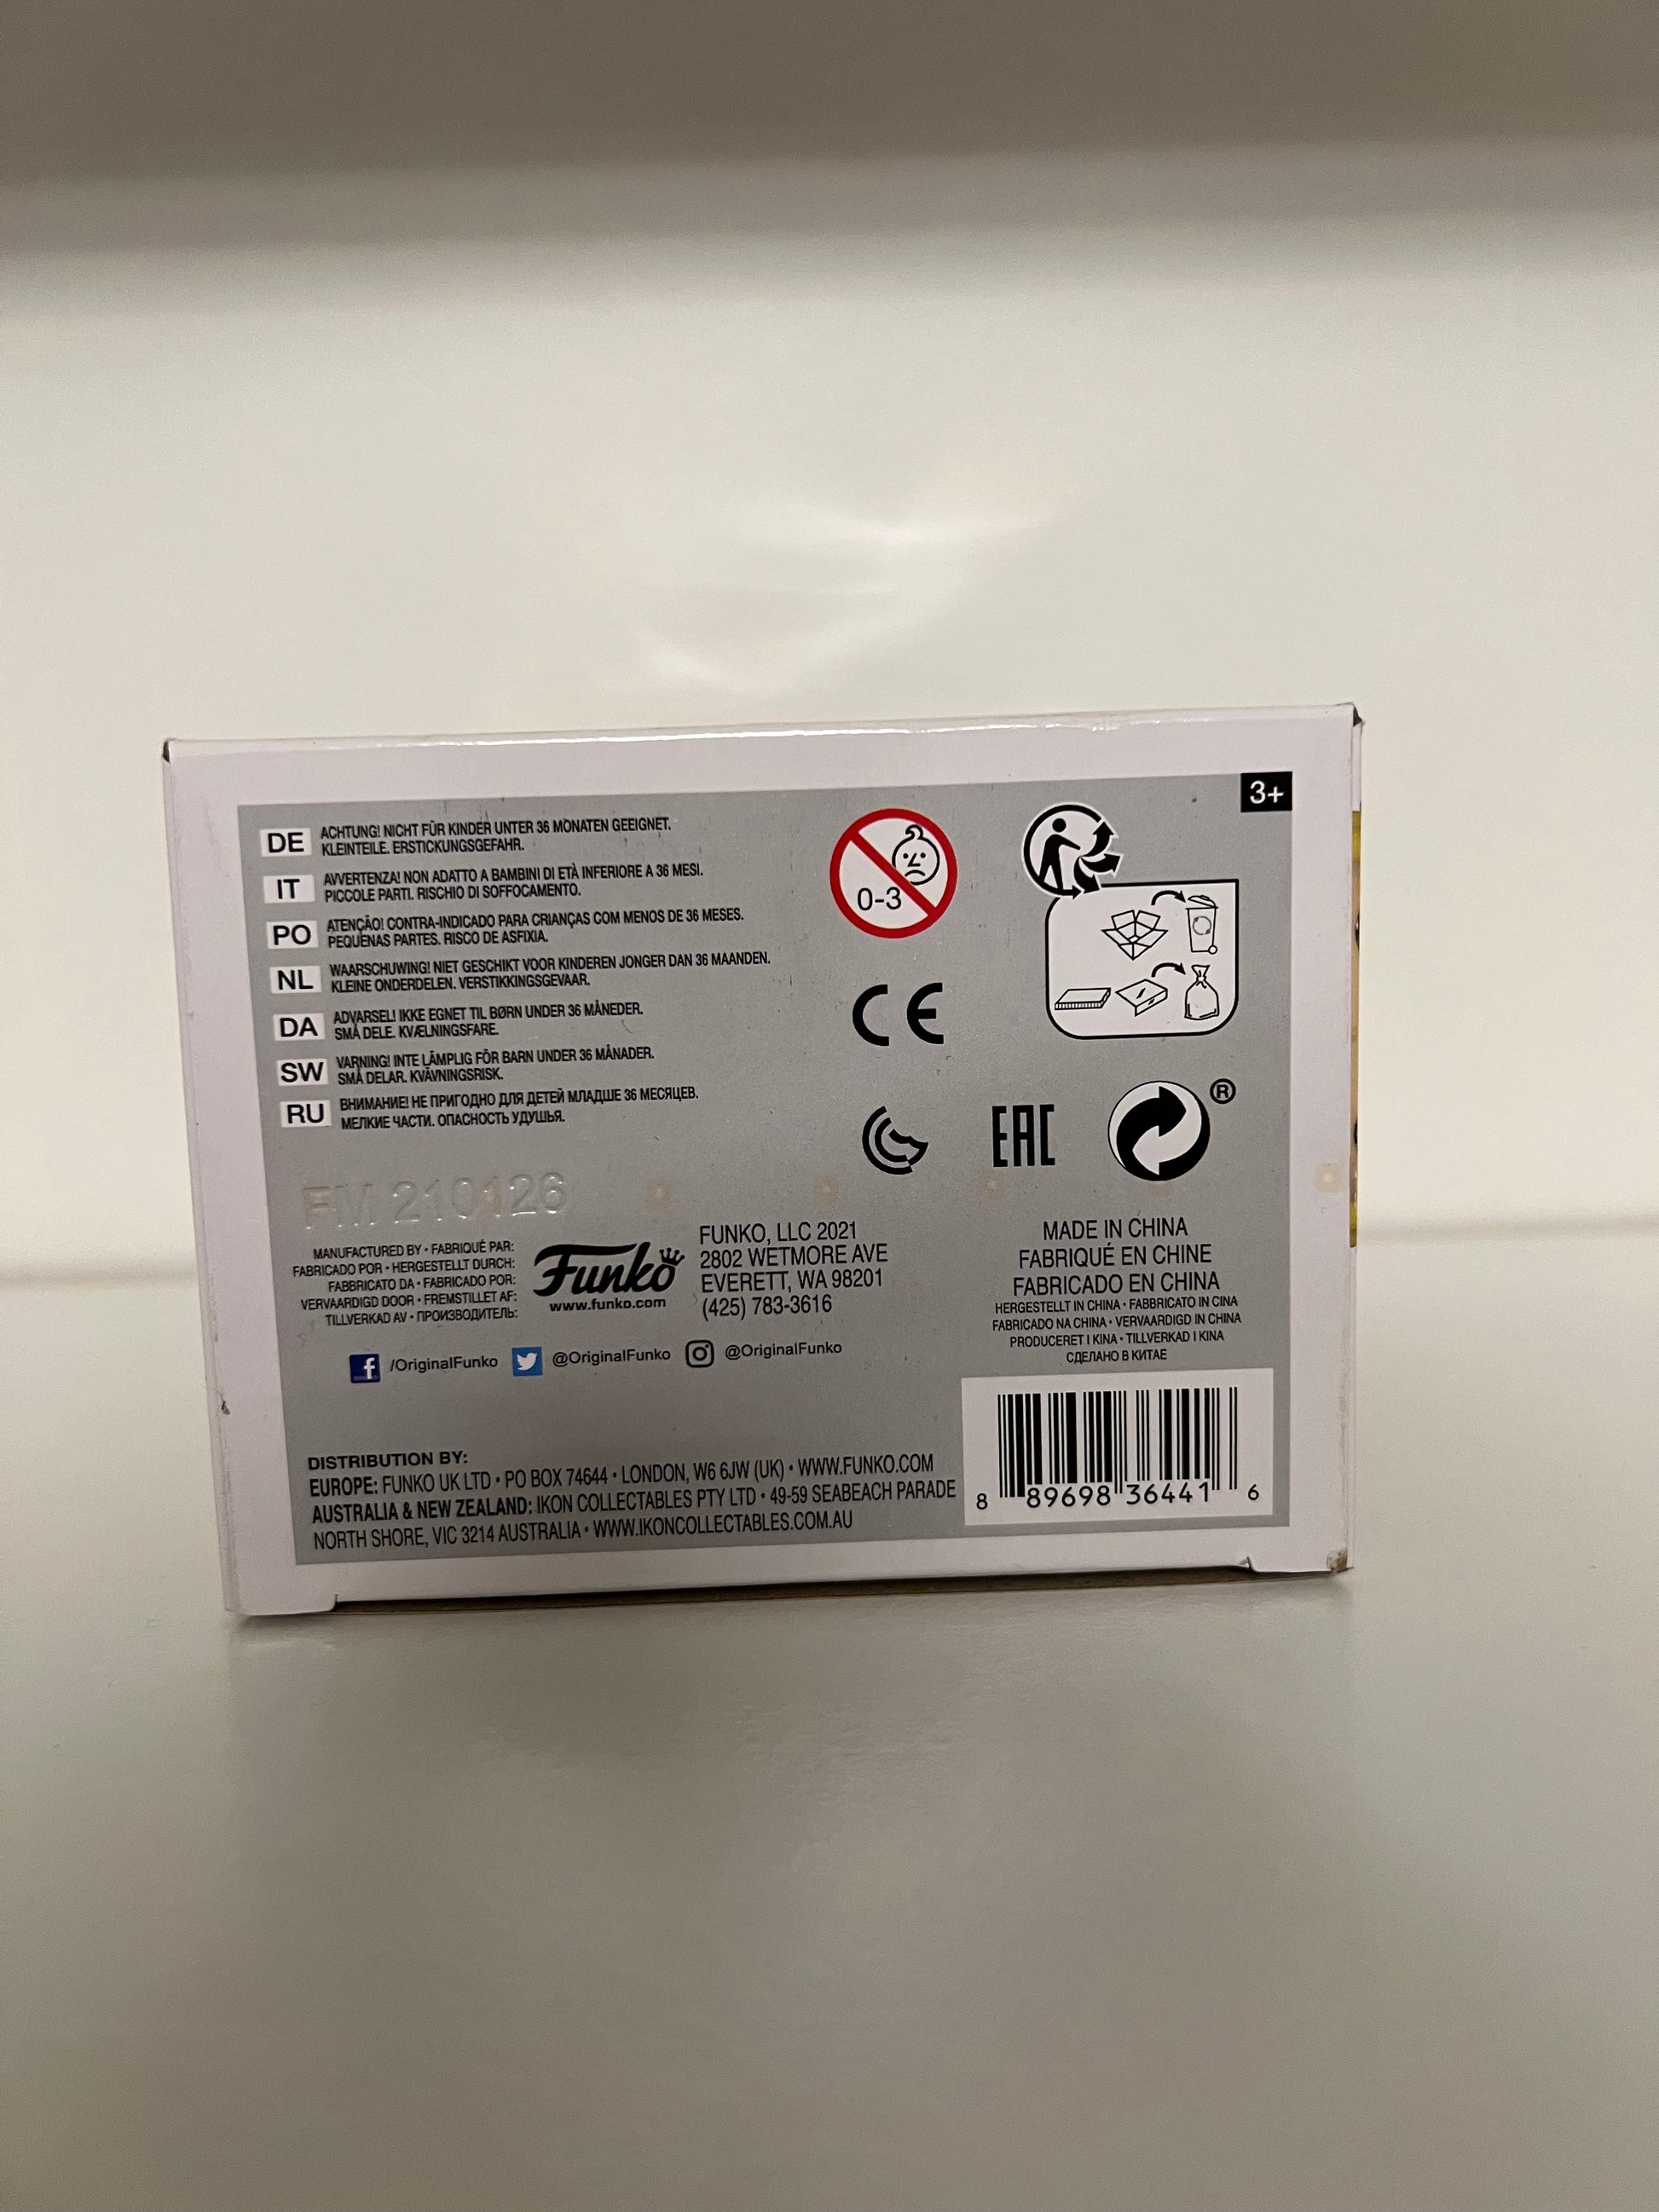 3+
DE ACHTUNG! NICHT FÜR KINDER UNTER 36 MONATEN GEEIGNET.
KLEINTEILE. ERSTICKUNGSGEFAHR.
IT AVVERTENZA! NON ADATTO A BAMBINI DI ETÀ INFERIORE A 36 MESI.
PICCOLE PARTI. RISCHIO DI SOFFOCAMENTO.
PO ATENÇÃO! CONTRA-INDICADO PARA CRIANÇAS COM MENOS DE 36 MESES.
PEQUENAS PARTES. RISCO DE ASFIXIA.
NL WAARSCHUWING! NIET GESCHIKT VOOR KINDEREN JONGER DAN 36 MAANDEN.
KLEINE ONDERDELEN. VERSTIKKINGSGEVAAR.
DA ADVARSEL! IKKE EGNET TIL BØRN UNDER 36 MÅNEDER.
SMÅ DELE. KVÆLNINGSFARE.
SW VARNING! INTE LÄMPLIG FÖR BARN UNDER 36 MÅNADER.
SMÅ DELAR. KVÄVNINGSRISK.
RU ВНИМАНИЕ! НЕ ПРИГОДНО ДЛЯ ДЕТЕЙ МЛАДШЕ 36 МЕСЯЦЕВ.
МЕЛКИЕ ЧАСТИ. ОПАСНОСТЬ УДУШЬЯ.
0-3
CE
EAC
®
FM 210126
MANUFACTURED BY • FABRIQUÉ PAR:
FABRICADO POR • HERGESTELLT DURCH:
FABBRICATO DA • FABRICADO POR:
VERVAARDIGD DOOR • FREMSTILLET AF:
TILLVERKAD AV • ПРОИЗВОДИТЕЛЬ:
Funko
www.funko.com
FUNKO, LLC 2021
2802 WETMORE AVE
EVERETT, WA 98201
(425) 783-3616
MADE IN CHINA
FABRIQUÉ EN CHINE
FABRICADO EN CHINA
HERGESTELLT IN CHINA • FABBRICATO IN CINA
FABRICADO NA CHINA • VERVAARDIGD IN CHINA
PRODUCERET I KINA • TILLVERKAD I KINA
СДЕЛАНО В КИТАЕ
f /OriginalFunko @OriginalFunko @OriginalFunko
DISTRIBUTION BY:
EUROPE: FUNKO UK LTD • PO BOX 74644 • LONDON, W6 6JW (UK) • WWW.FUNKO.COM
AUSTRALIA & NEW ZEALAND: IKON COLLECTABLES PTY LTD • 49-59 SEABEACH PARADE
NORTH SHORE, VIC 3214 AUSTRALIA • WWW.IKONCOLLECTABLES.COM.AU
8 89698 36441 6